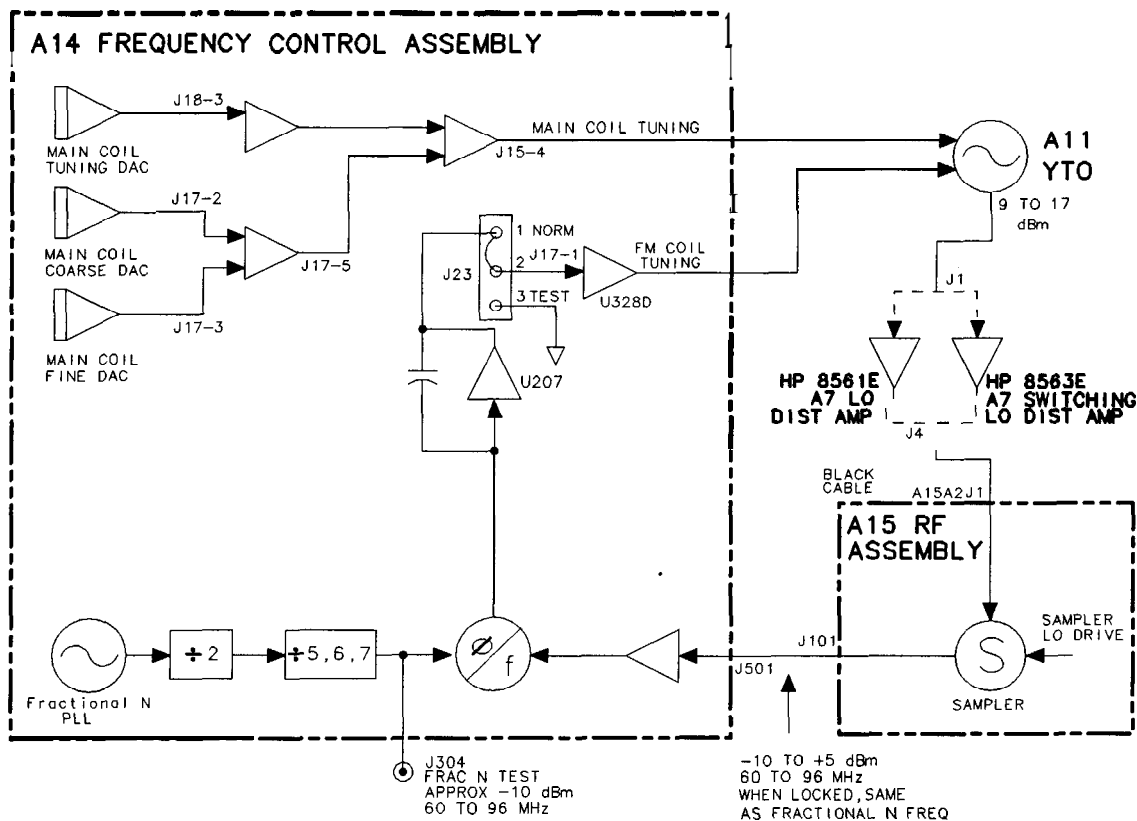 A14 FREQUENCY CONTROL ASSEMBLY
J18-3
MAIN COIL
TUNING DAC
MAIN COIL TUNING
J15-4
A11
YTO
J17-2
MAIN COIL
COARSE DAC
J17-5
J17-3
MAIN COIL
FINE DAC
1 NORM
J17-1
J23
2
3 TEST
FM COIL
TUNING
U328D
U207
9 TO 17
dBm
J1
HP 8561E
A7 LO
DIST AMP
HP 8563E
A7 SWITCHING
LO DIST AMP
J4
BLACK
CABLE
A15A2J1
A15 RF
ASSEMBLY
SAMPLER
LO DRIVE
S
SAMPLER
J101
J501
Fractional N
PLL
÷2
÷5,6,7
Ø/f
J304
FRAC N TEST
APPROX -10 dBm
60 TO 96 MHz
-10 TO +5 dBm
60 TO 96 MHz
WHEN LOCKED, SAME
AS FRACTIONAL N FREQ